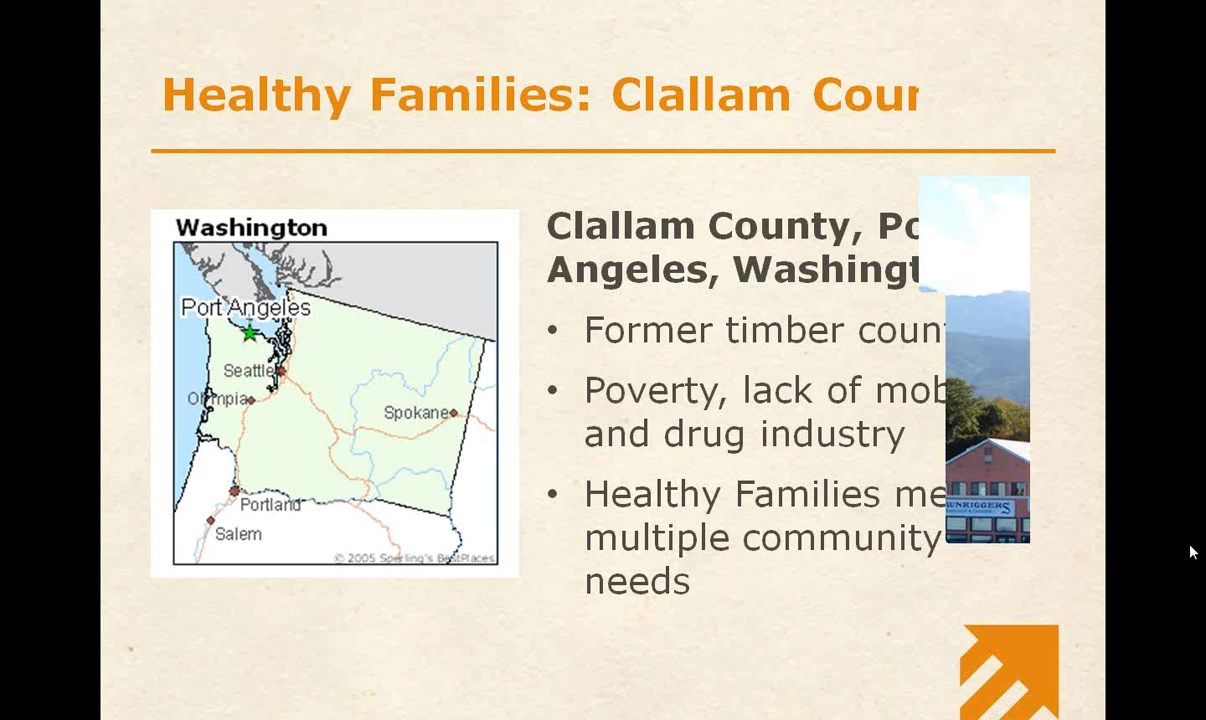 Healthy Families: Clallam Cour
Washington
Port Angeles
Seattle
Olympia
Spokane
Portland
Salem
© 2005 Sperling's BestPlaces
Clallam County, Po
Angeles, Washingt
• Former timber coun
• Poverty, lack of mob
and drug industry
• Healthy Families me
multiple community
needs
WNRIGGERS